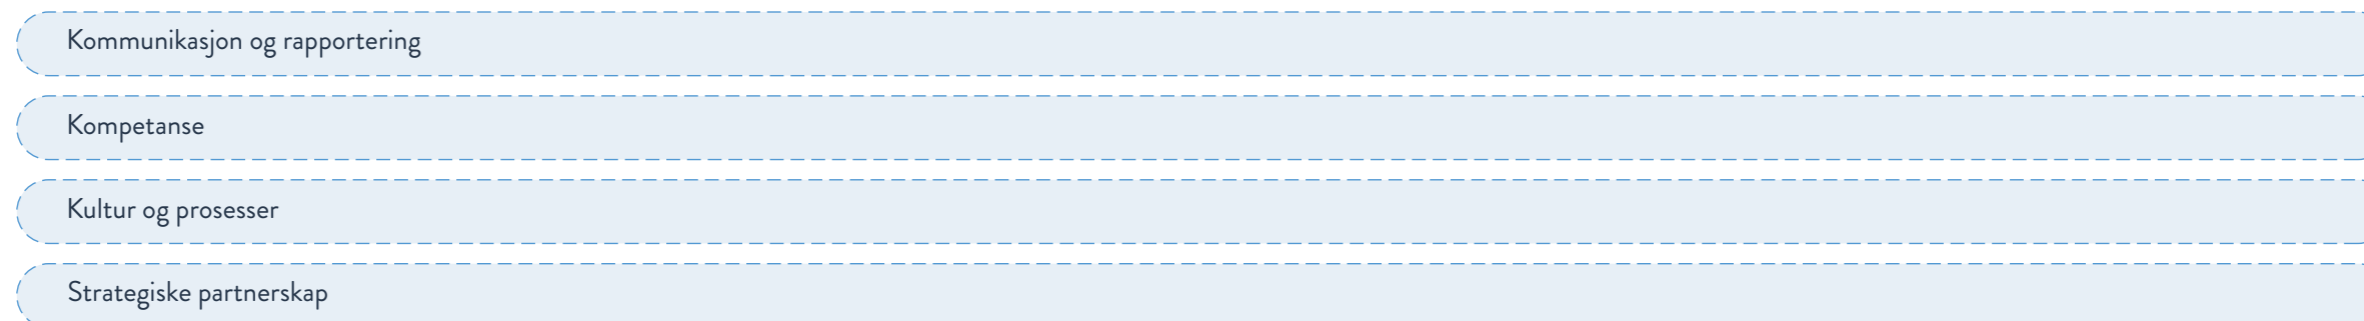 Kommunikasjon og rapportering
Kompetanse
Kultur og prosesser
Strategiske partnerskap